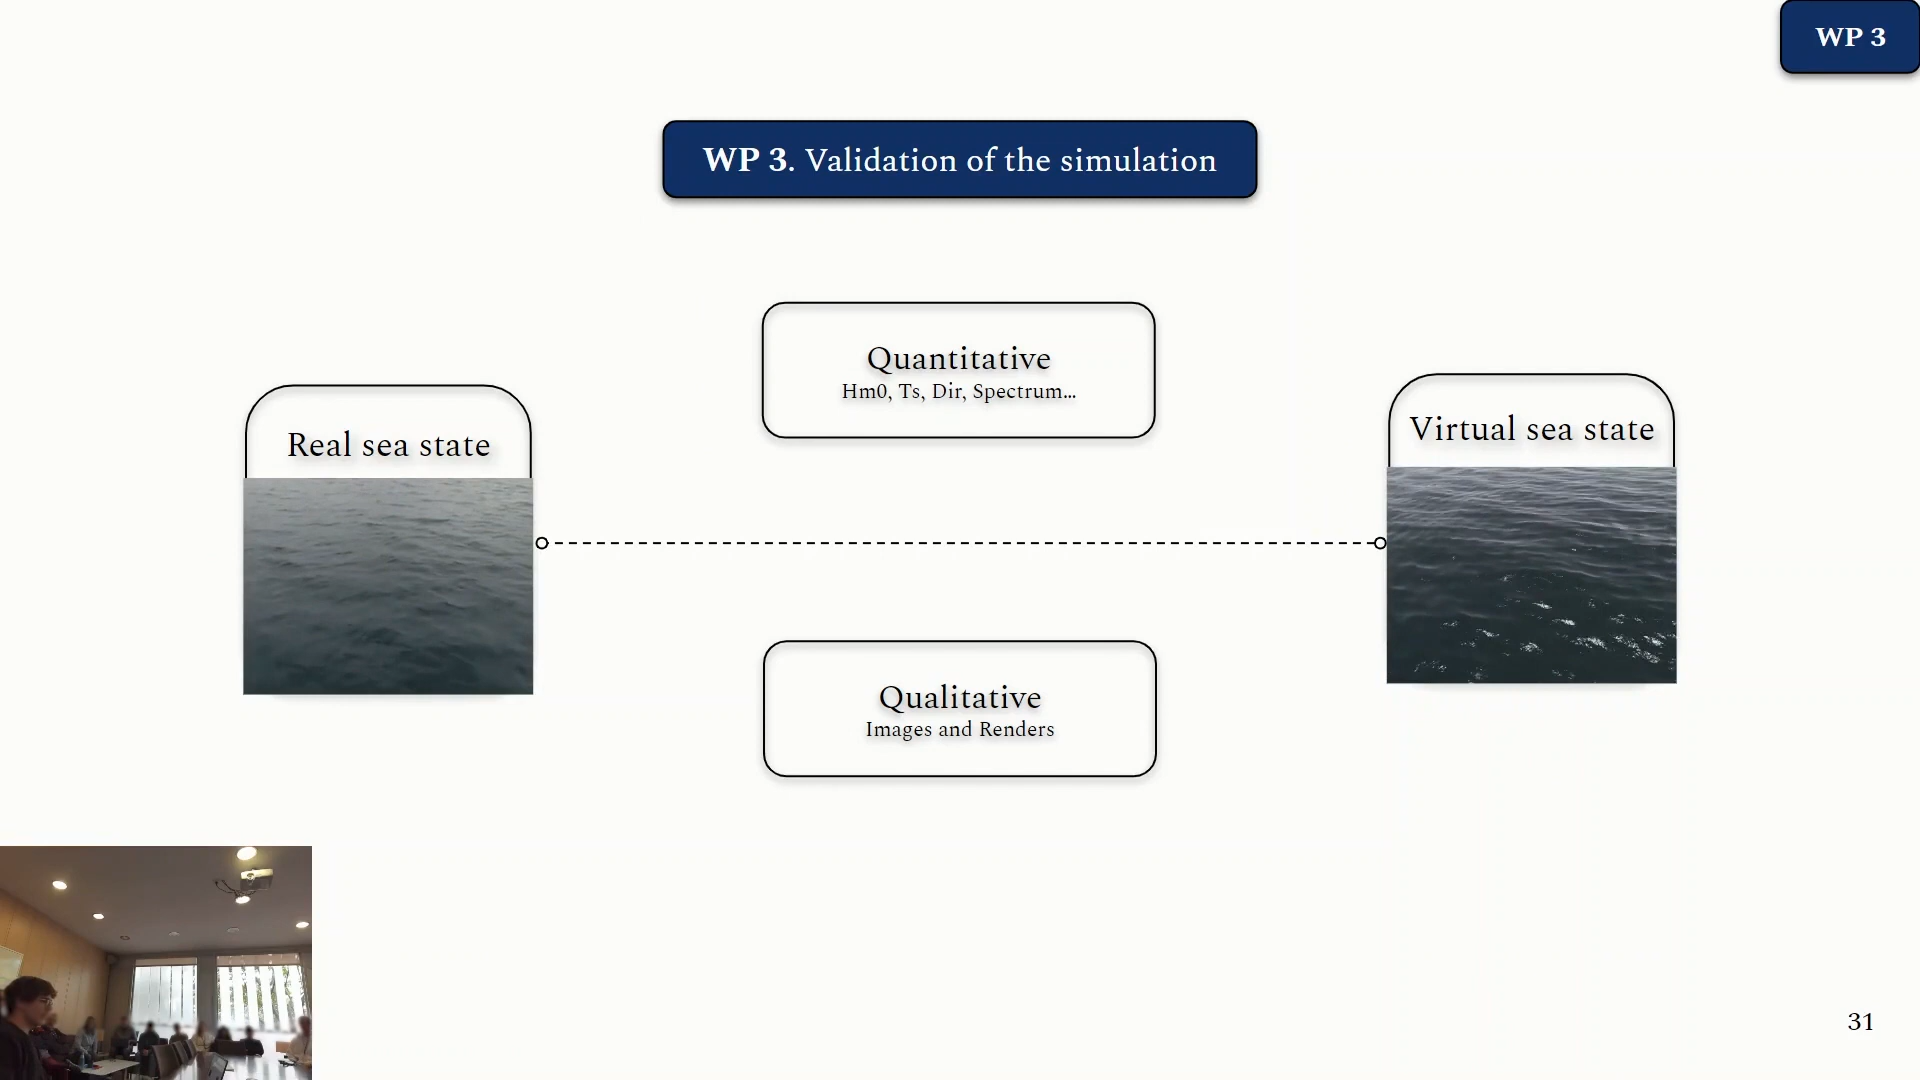 WP 3
WP 3. Validation of the simulation
Quantitative
Hm0, Ts, Dir, Spectrum...
Real sea state
Virtual sea state
Qualitative
Images and Renders
31